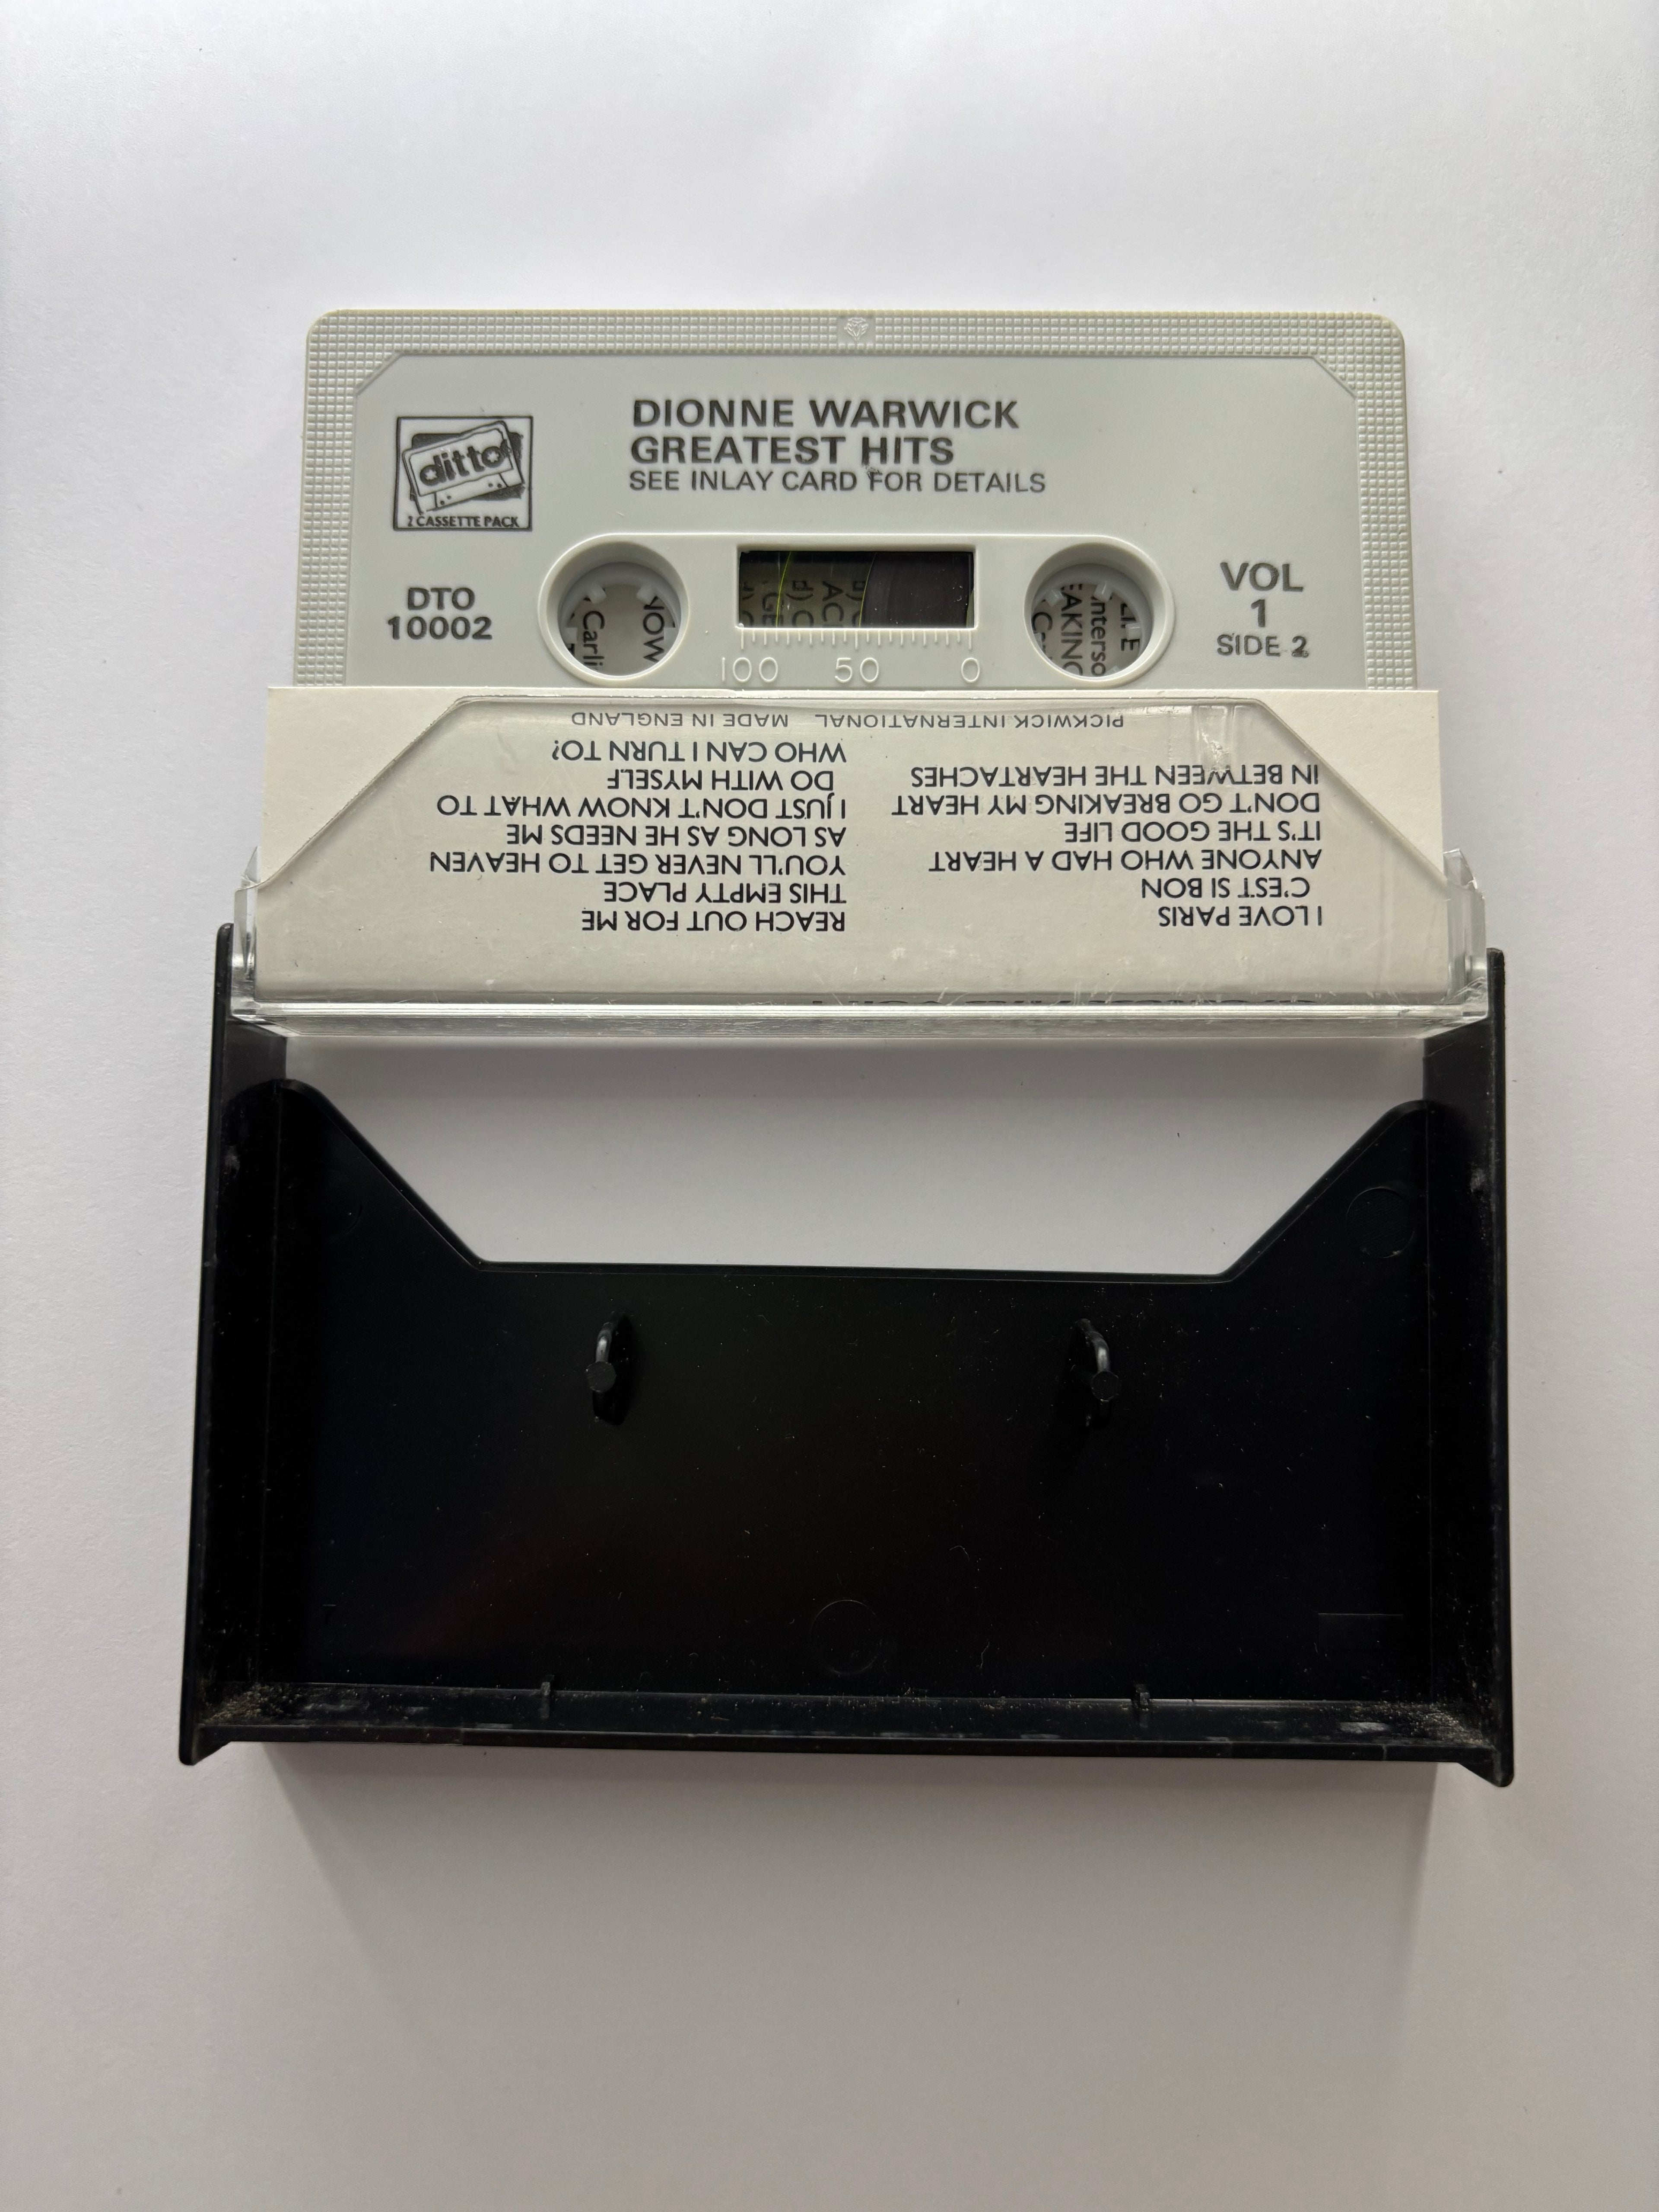 DIONNE WARWICK
GREATEST HITS
SEE INLAY CARD FOR DETAILS
ditto
2 CASSETTE PACK
DTO
10002
VOL
1
SIDE 2
NOW
Carli
AC
EAKING
100 50 0
I LOVE PARIS
C'EST SI BON
ANYONE WHO HAD A HEART
IT'S THE GOOD LIFE
DON'T GO BREAKING MY HEART
IN BETWEEN THE HEARTACHES
REACH OUT FOR ME
THIS EMPTY PLACE
YOU'LL NEVER GET TO HEAVEN
AS LONG AS HE NEEDS ME
I JUST DON'T KNOW WHAT TO
DO WITH MYSELF
WHO CAN I TURN TO?
PICKWICK INTERNATIONAL MADE IN ENGLAND